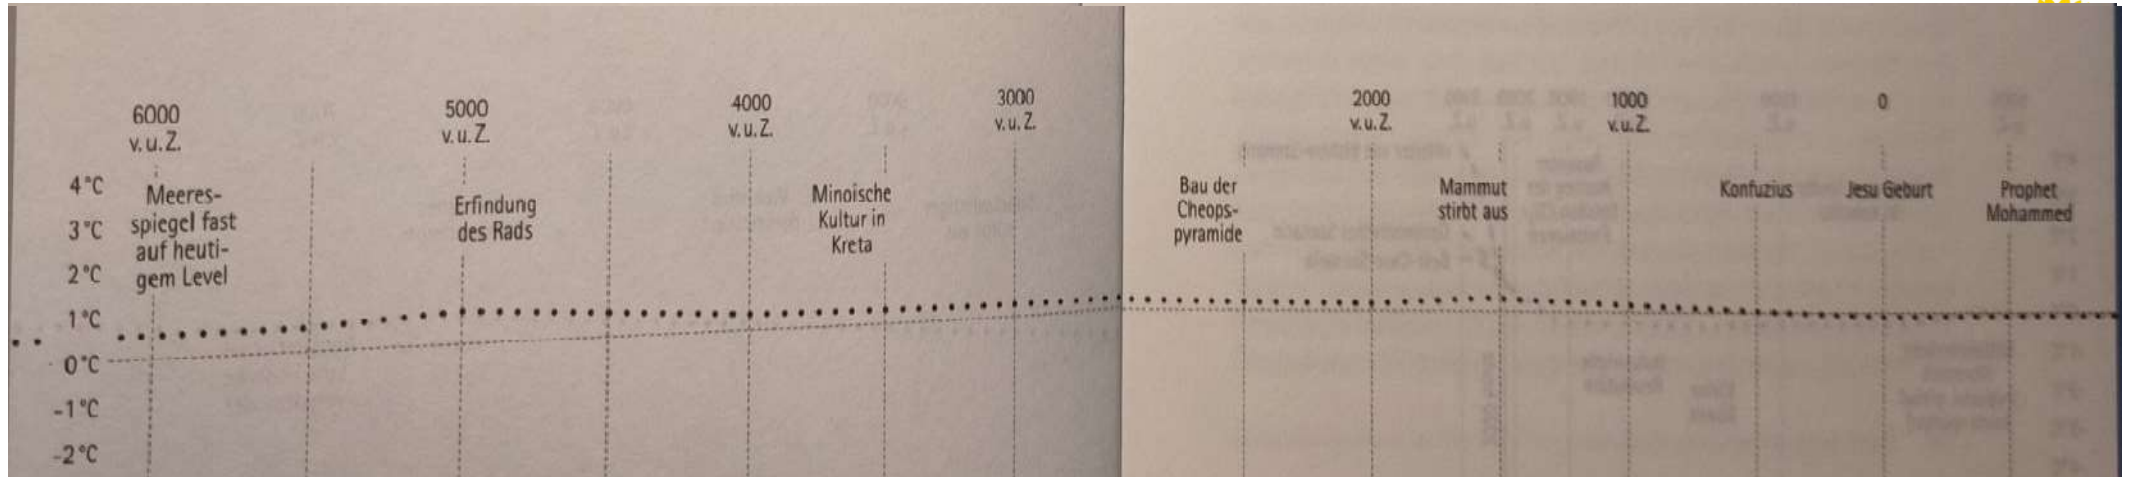 6000
v. u. Z.
5000
v. u. Z.
4000
v. u. Z.
3000
v. u. Z.
2000
v. u. Z.
1000
v. u. Z.
0
4°C
3°C
2°C
1°C
0°C
-1°C
-2°C
Meeres-
spiegel fast
auf heuti-
gem Level
Erfindung
des Rads
Minoische
Kultur in
Kreta
Bau der
Cheops-
pyramide
Mammut
stirbt aus
Konfuzius
Jesu Geburt
Prophet
Mohammed